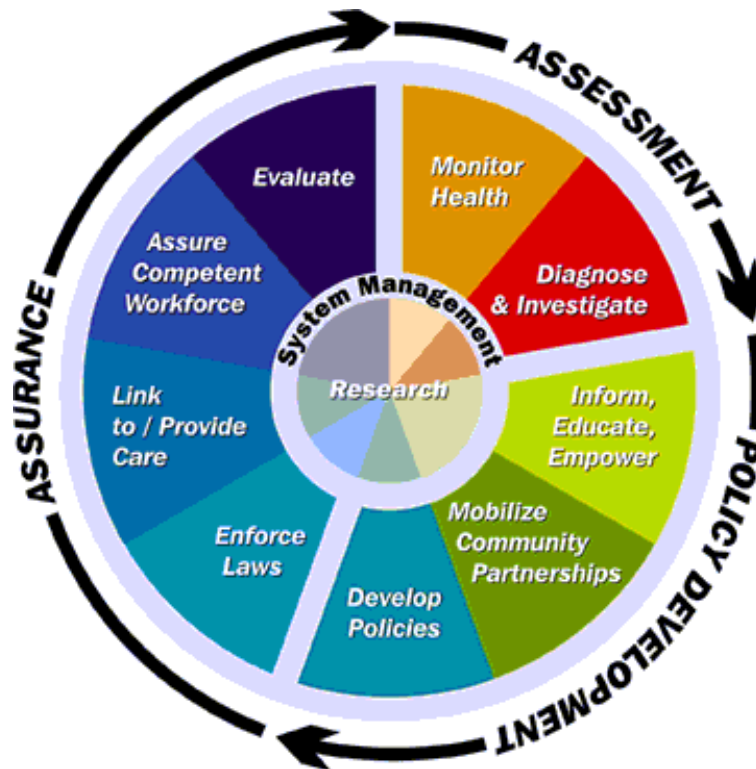 ASSESSMENT
POLICY DEVELOPMENT
ASSURANCE
Monitor
Health
Diagnose
& Investigate
Inform,
Educate,
Empower
Mobilize
Community
Partnerships
Develop
Policies
Enforce
Laws
Link
to / Provide
Care
Assure
Competent
Workforce
Evaluate
System Management
Research